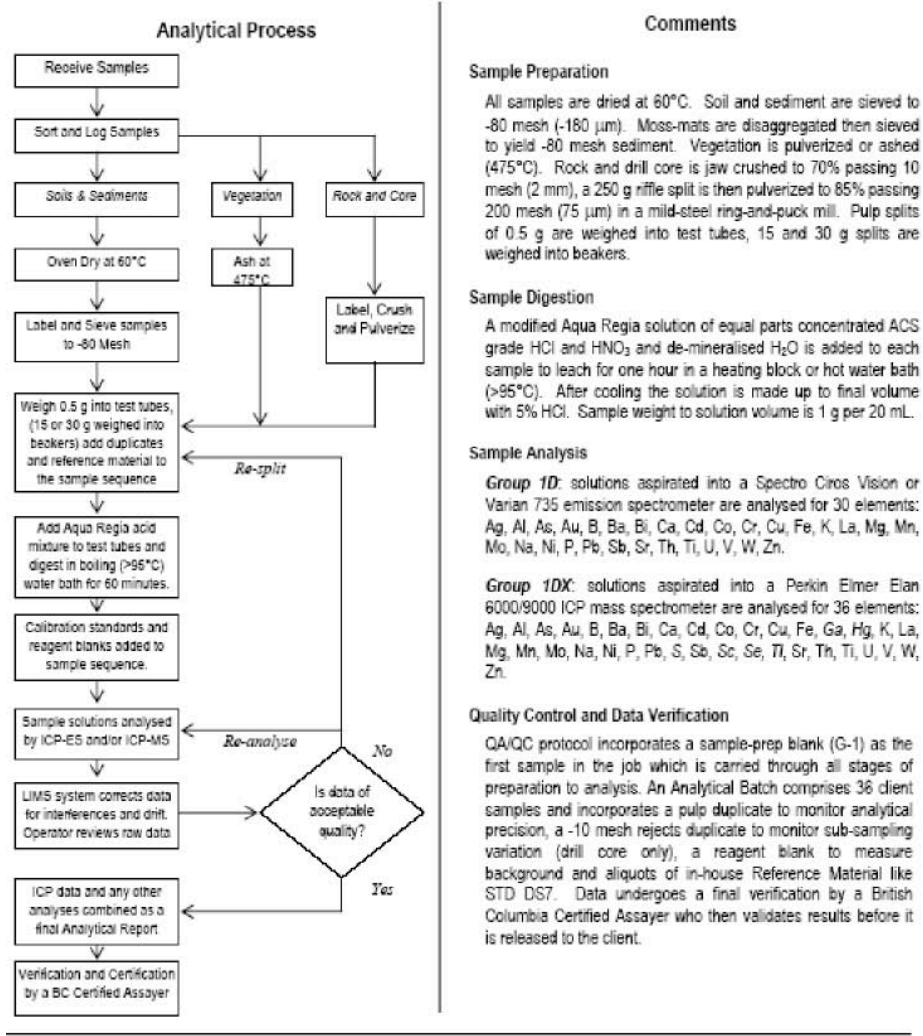 Analytical Process
Receive Samples
Sort and Log Samples
Soils & Sediments
Vegetation
Rock and Core
Oven Dry at 60°C
Ash at
475°C
Label, Crush
and Pulverize
Label and Sieve samples
to -80 Mesh
Weigh 0.5 g into test tubes,
(15 or 30 g weighed into
beakers) add duplicates
and reference material to
the sample sequence
Re-split
Add Aqua Regia acid
mixture to test tubes and
digest in boiling (>95°C)
water bath for 60 minutes.
Calibration standards and
reagent blanks added to
sample sequence.
Sample solutions analysed
by ICP-ES and/or ICP-MS
Re-analyse
No
LIMS system corrects data
for interferences and drift.
Operator reviews raw data
Is data of
acceptable
quality?
Yes
ICP data and any other
analyses combined as a
final Analytical Report
Verification and Certification
by a BC Certified Assayer
Comments
Sample Preparation
All samples are dried at 60°C. Soil and sediment are sieved to
-80 mesh (-180 µm). Moss-mats are disaggregated then sieved
to yield -80 mesh sediment. Vegetation is pulverized or ashed
(475°C). Rock and drill core is jaw crushed to 70% passing 10
mesh (2 mm), a 250 g riffle split is then pulverized to 85% passing
200 mesh (75 µm) in a mild-steel ring-and-puck mill. Pulp splits
of 0.5 g are weighed into test tubes, 15 and 30 g splits are
weighed into beakers.
Sample Digestion
A modified Aqua Regia solution of equal parts concentrated ACS
grade HCl and HNO₃ and de-mineralised H₂O is added to each
sample to leach for one hour in a heating block or hot water bath
(>95°C). After cooling the solution is made up to final volume
with 5% HCl. Sample weight to solution volume is 1 g per 20 mL.
Sample Analysis
Group 1D: solutions aspirated into a Spectro Ciros Vision or
Varian 735 emission spectrometer are analysed for 30 elements:
Ag, Al, As, Au, B, Ba, Bi, Ca, Cd, Co, Cr, Cu, Fe, K, La, Mg, Mn,
Mo, Na, Ni, P, Pb, Sb, Sr, Th, Ti, U, V, W, Zn.
Group 1DX: solutions aspirated into a Perkin Elmer Elan
6000/9000 ICP mass spectrometer are analysed for 36 elements:
Ag, Al, As, Au, B, Ba, Bi, Ca, Cd, Co, Cr, Cu, Fe, Ga, Hg, K, La,
Mg, Mn, Mo, Na, Ni, P, Pb, S, Sb, Sc, Se, Tl, Sr, Th, Ti, U, V, W,
Zn.
Quality Control and Data Verification
QA/QC protocol incorporates a sample-prep blank (G-1) as the
first sample in the job which is carried through all stages of
preparation to analysis. An Analytical Batch comprises 36 client
samples and incorporates a pulp duplicate to monitor analytical
precision, a -10 mesh rejects duplicate to monitor sub-sampling
variation (drill core only), a reagent blank to measure
background and aliquots of in-house Reference Material like
STD DS7. Data undergoes a final verification by a British
Columbia Certified Assayer who then validates results before it
is released to the client.